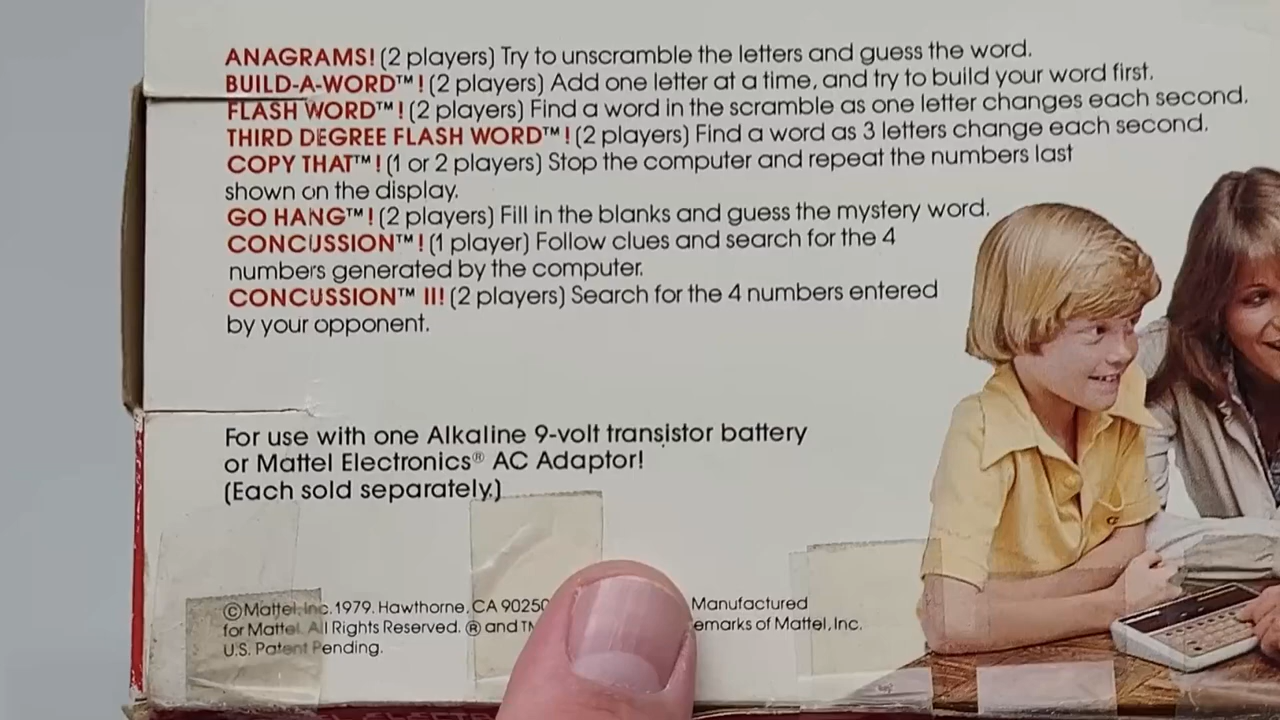 ANAGRAMS! (2 players) Try to unscramble the letters and guess the word.
BUILD-A-WORD™! (2 players) Add one letter at a time, and try to build your word first.
FLASH WORD™! (2 players) Find a word in the scramble as one letter changes each second.
THIRD DEGREE FLASH WORD™! (2 players) Find a word as 3 letters change each second.
COPY THAT™! (1 or 2 players) Stop the computer and repeat the numbers last
shown on the display.
GO HANG™! (2 players) Fill in the blanks and guess the mystery word.
CONCUSSION™! (1 player) Follow clues and search for the 4
numbers generated by the computer.
CONCUSSION™ II! (2 players) Search for the 4 numbers entered
by your opponent.
For use with one Alkaline 9-volt transistor battery
or Mattel Electronics® AC Adaptor!
(Each sold separately.)
©Mattel, Inc. 1979. Hawthorne, CA 90250 Manufactured
for Mattel. All Rights Reserved. ® and of Mattel, Inc.
U.S. Patent Pending.